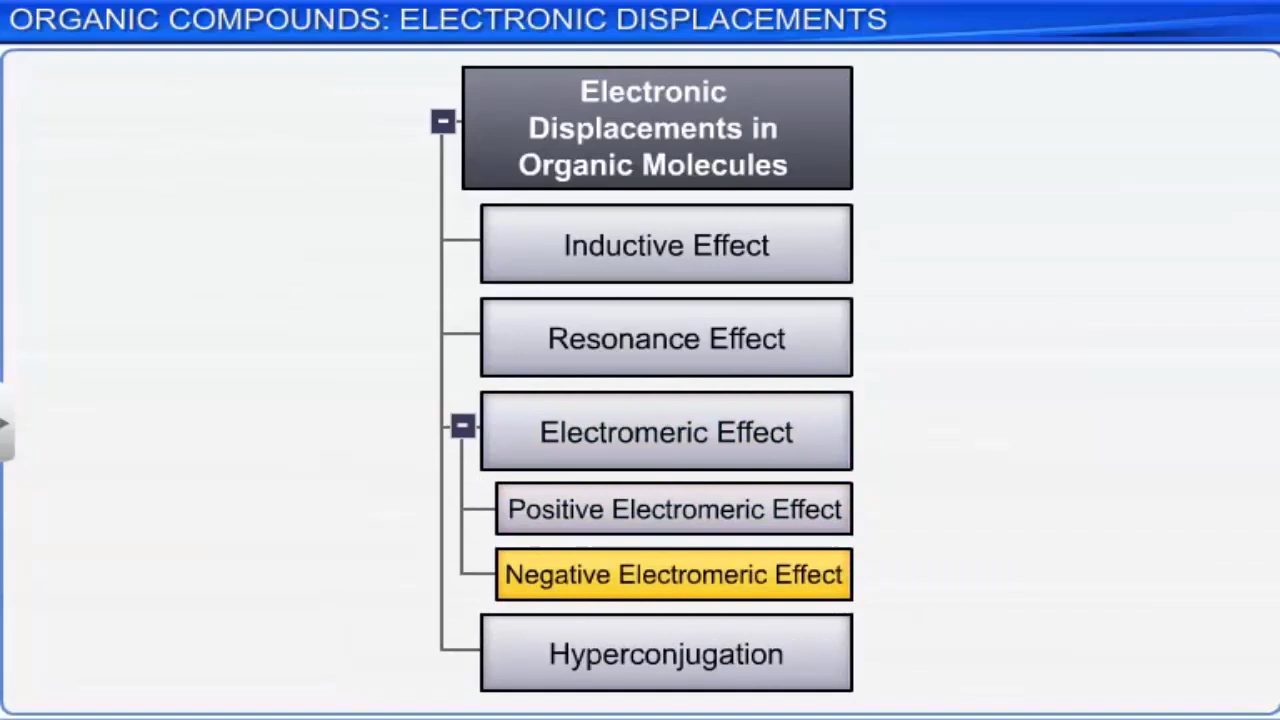 ORGANIC COMPOUNDS: ELECTRONIC DISPLACEMENTS
Electronic
Displacements in
Organic Molecules
Inductive Effect
Resonance Effect
Electromeric Effect
Positive Electromeric Effect
Negative Electromeric Effect
Hyperconjugation